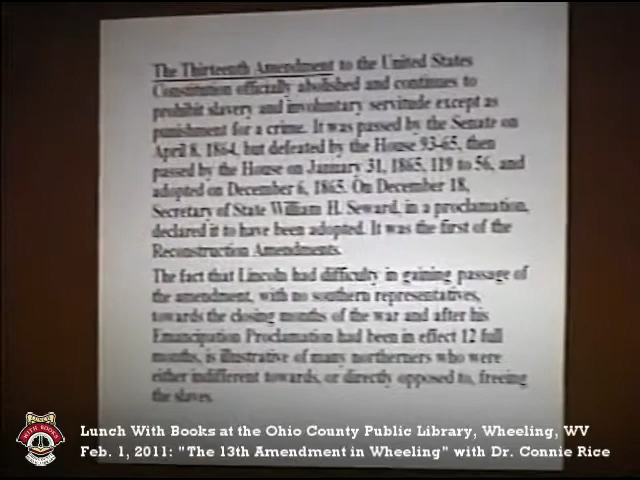 The Thirteenth Amendment to the United States
Constitution officially abolished and continues to
prohibit slavery and involuntary servitude except as
punishment for a crime. It was passed by the Senate on
April 8, 1864, but defeated by the House 93-65, then
passed by the House on January 31, 1865, 119 to 56, and
adopted on December 6, 1865. On December 18,
Secretary of State William H. Seward, in a proclamation,
declared it to have been adopted. It was the first of the
Reconstruction Amendments.
The fact that Lincoln had difficulty in gaining passage of
the amendment, with no southern representatives,
towards the closing months of the war and after his
Emancipation Proclamation had been in effect 12 full
months, is illustrative of many northerners who were
either indifferent towards, or directly opposed to, freeing
the slaves.
LUNCH
WITH BOOKS
Lunch With Books at the Ohio County Public Library, Wheeling, WV
Feb. 1, 2011: "The 13th Amendment in Wheeling" with Dr. Connie Rice